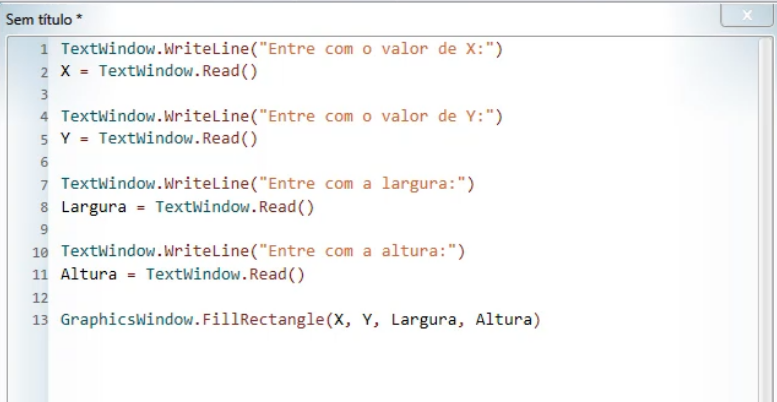 Sem título *
1 TextWindow.WriteLine("Entre com o valor de X:")
2 X = TextWindow.Read()
3
4 TextWindow.WriteLine("Entre com o valor de Y:")
5 Y = TextWindow.Read()
6
7 TextWindow.WriteLine("Entre com a largura:")
8 Largura = TextWindow.Read()
9
10 TextWindow.WriteLine("Entre com a altura:")
11 Altura = TextWindow.Read()
12
13 GraphicsWindow.FillRectangle(X, Y, Largura, Altura)